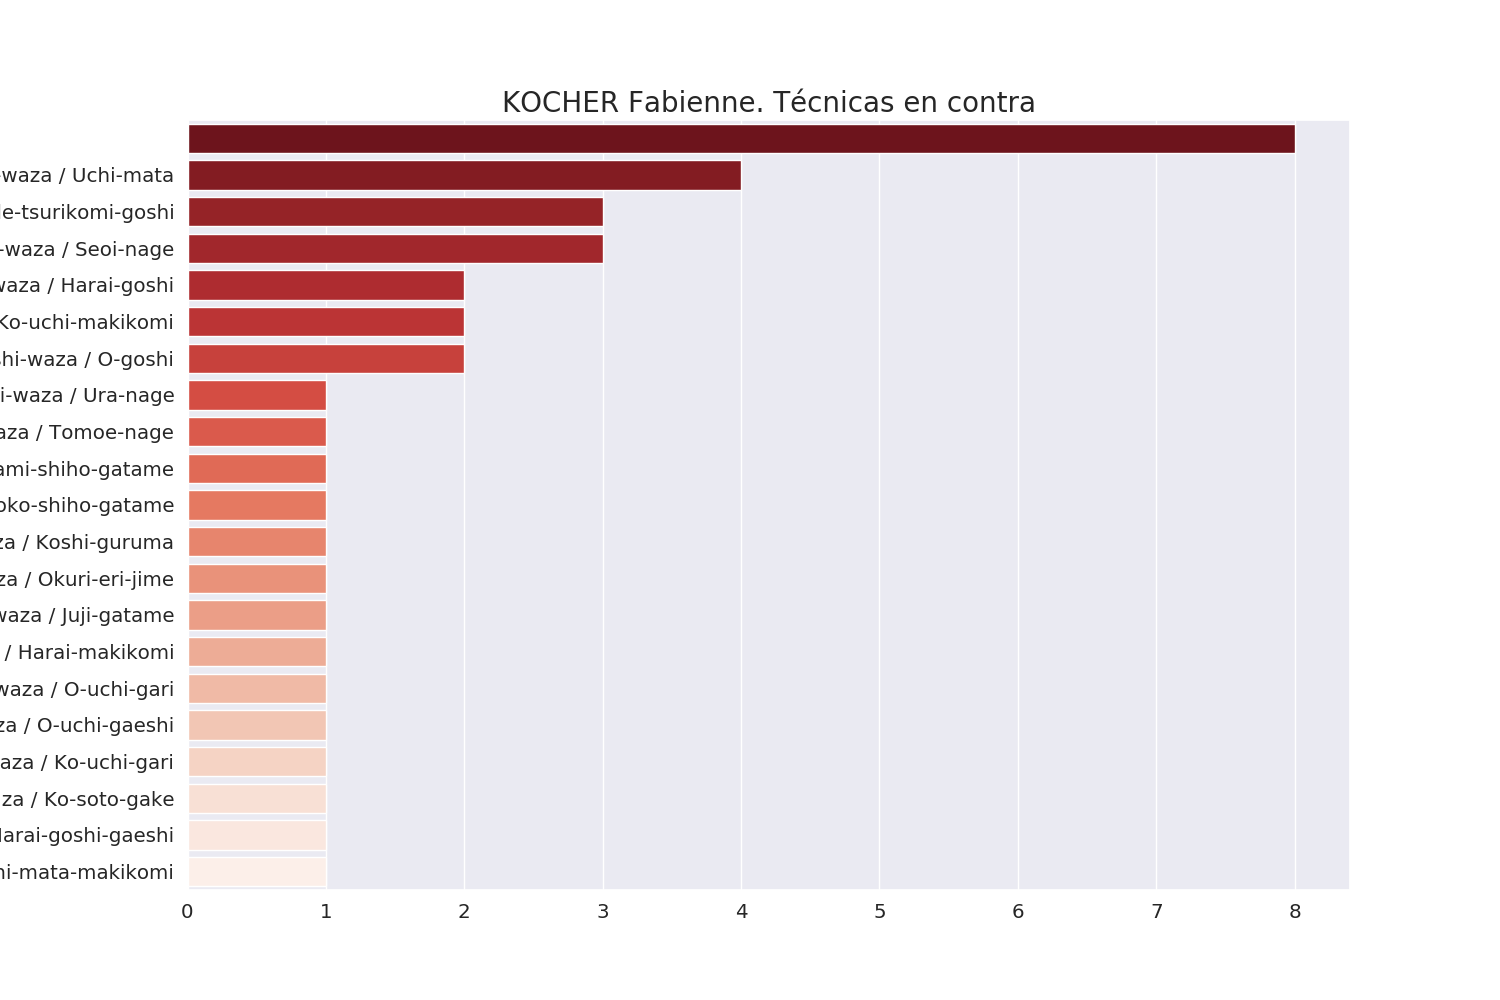 KOCHER Fabienne. Técnicas en contra
-waza / Uchi-mata
le-tsurikomi-goshi
-waza / Seoi-nage
waza / Harai-goshi
Ko-uchi-makikomi
hi-waza / O-goshi
i-waza / Ura-nage
aza / Tomoe-nage
ami-shiho-gatame
oko-shiho-gatame
za / Koshi-guruma
za / Okuri-eri-jime
waza / Juji-gatame
/ Harai-makikomi
waza / O-uchi-gari
za / O-uchi-gaeshi
aza / Ko-uchi-gari
za / Ko-soto-gake
Harai-goshi-gaeshi
hi-mata-makikomi
0 1 2 3 4 5 6 7 8